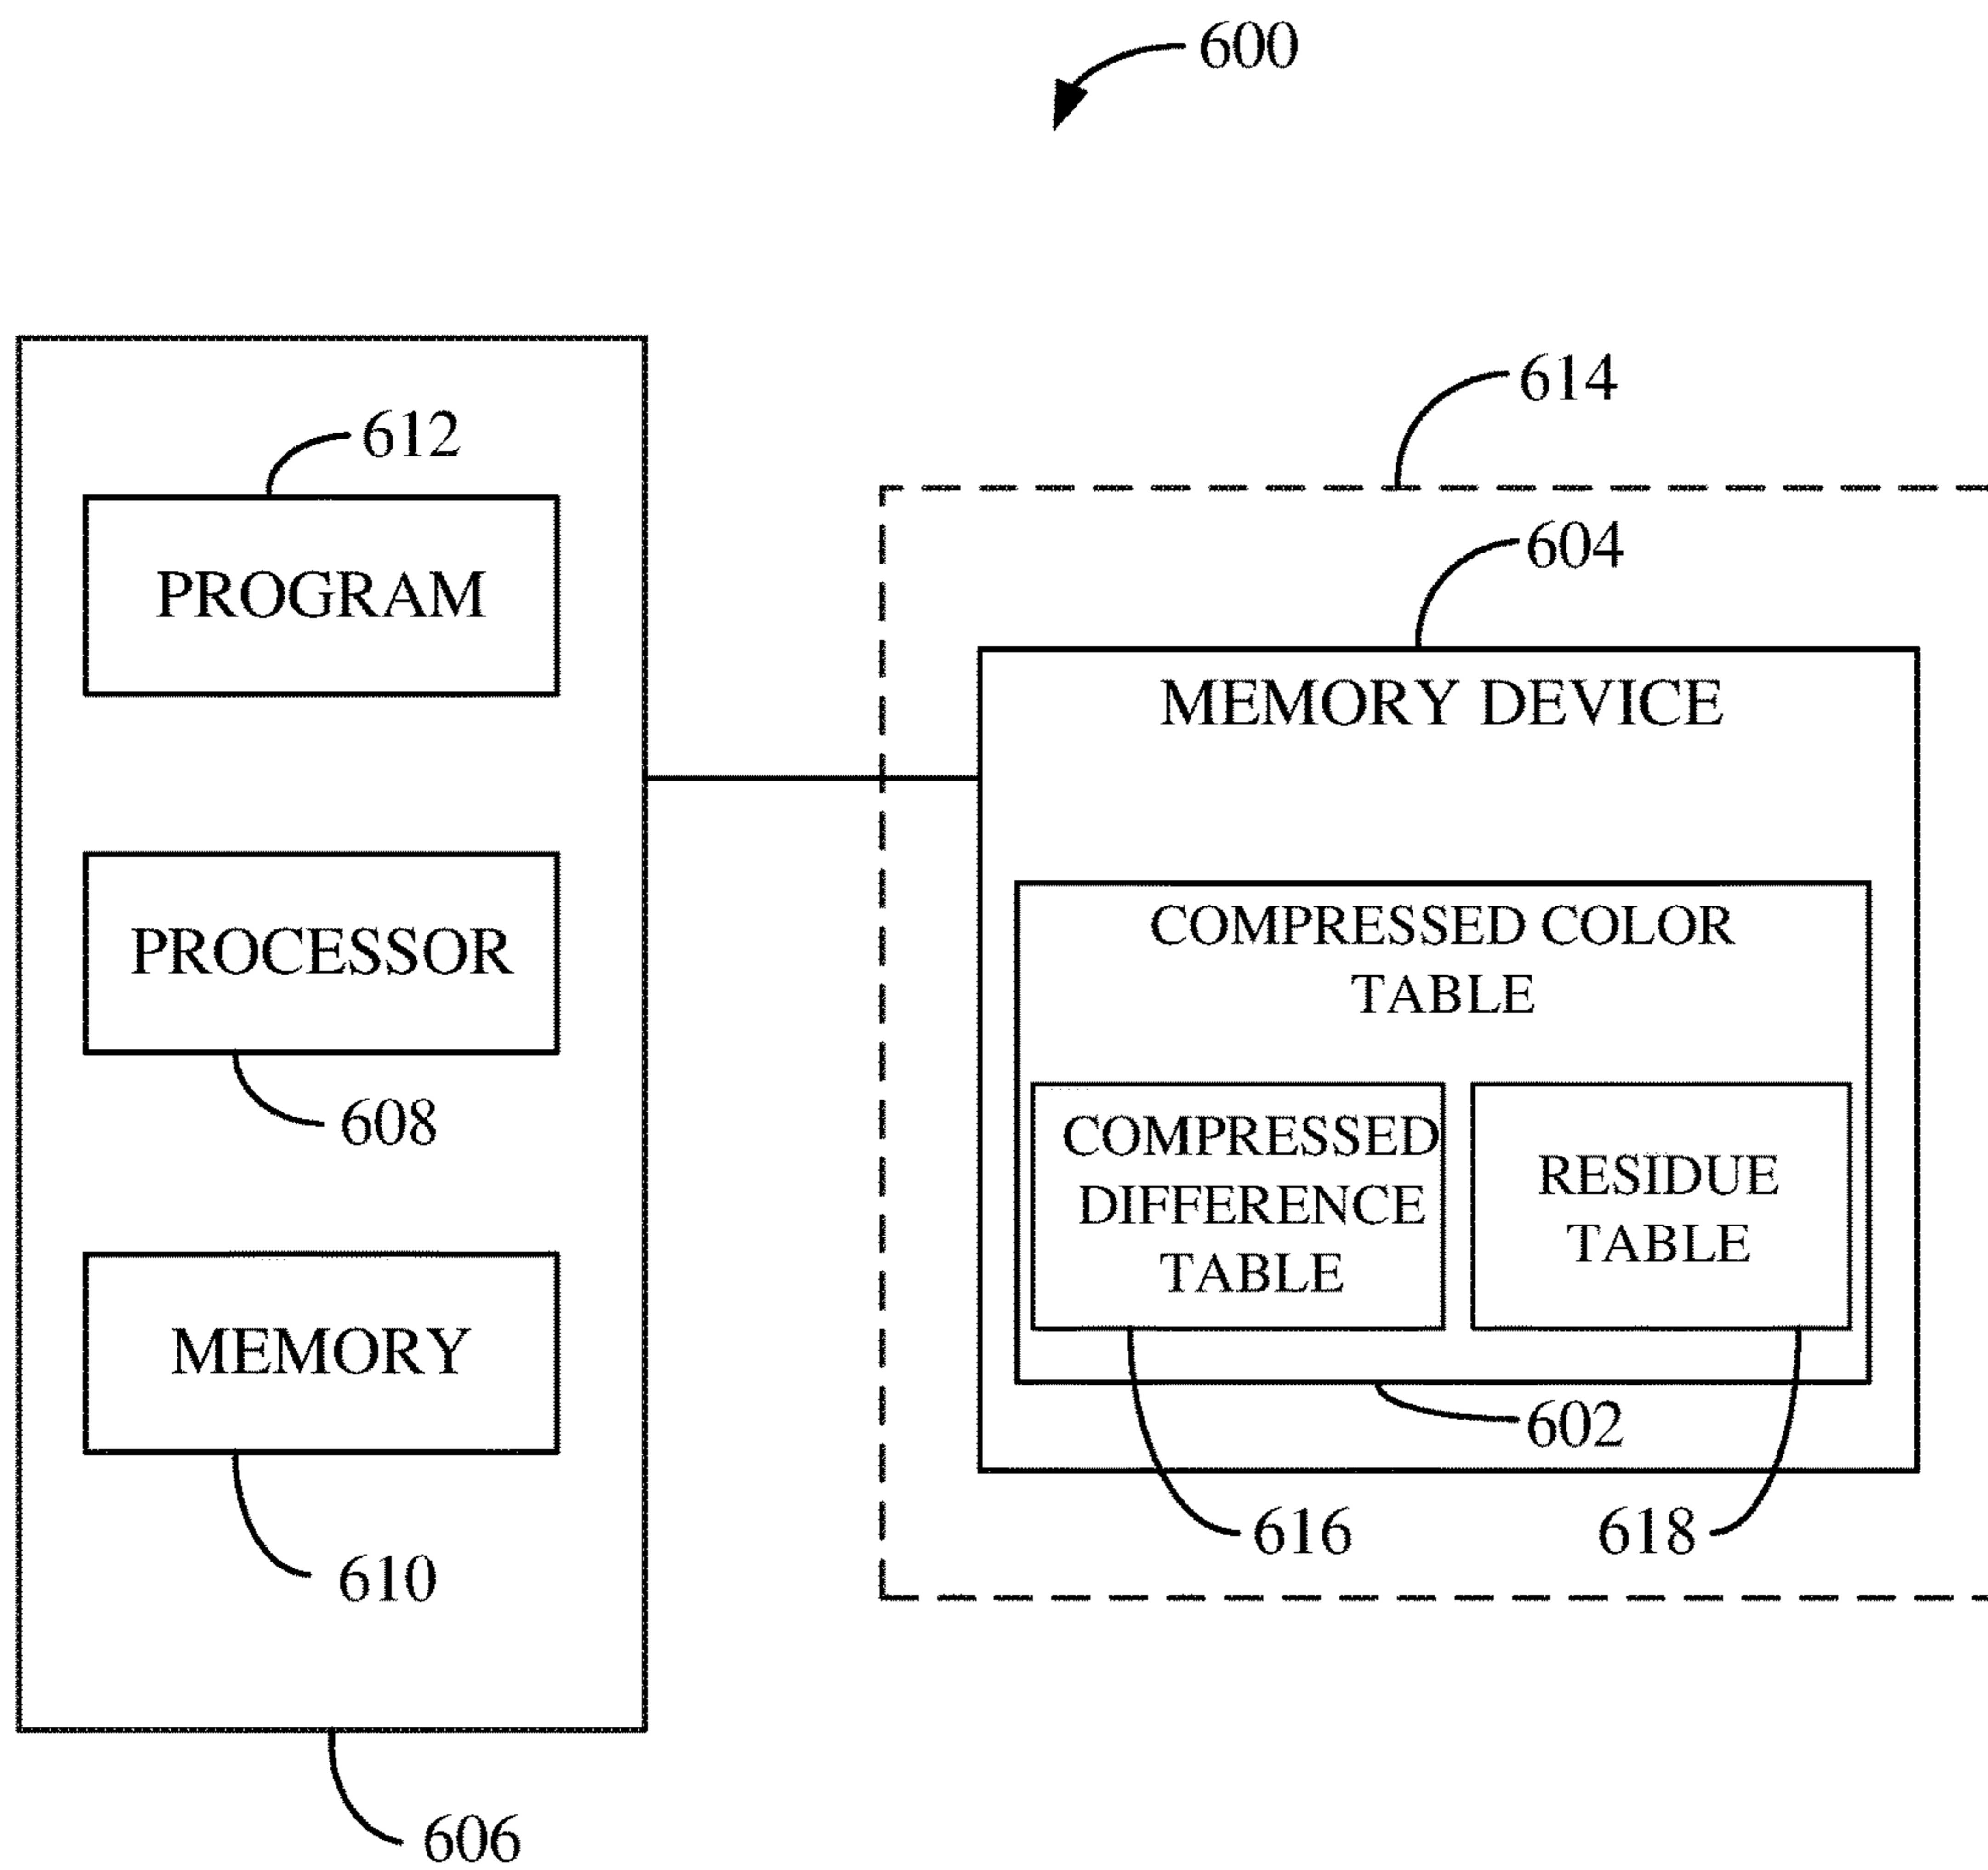 600
614
612
604
PROGRAM
MEMORY DEVICE
PROCESSOR
COMPRESSED COLOR
TABLE
608
COMPRESSED
DIFFERENCE
TABLE
RESIDUE
TABLE
MEMORY
602
616
618
610
606